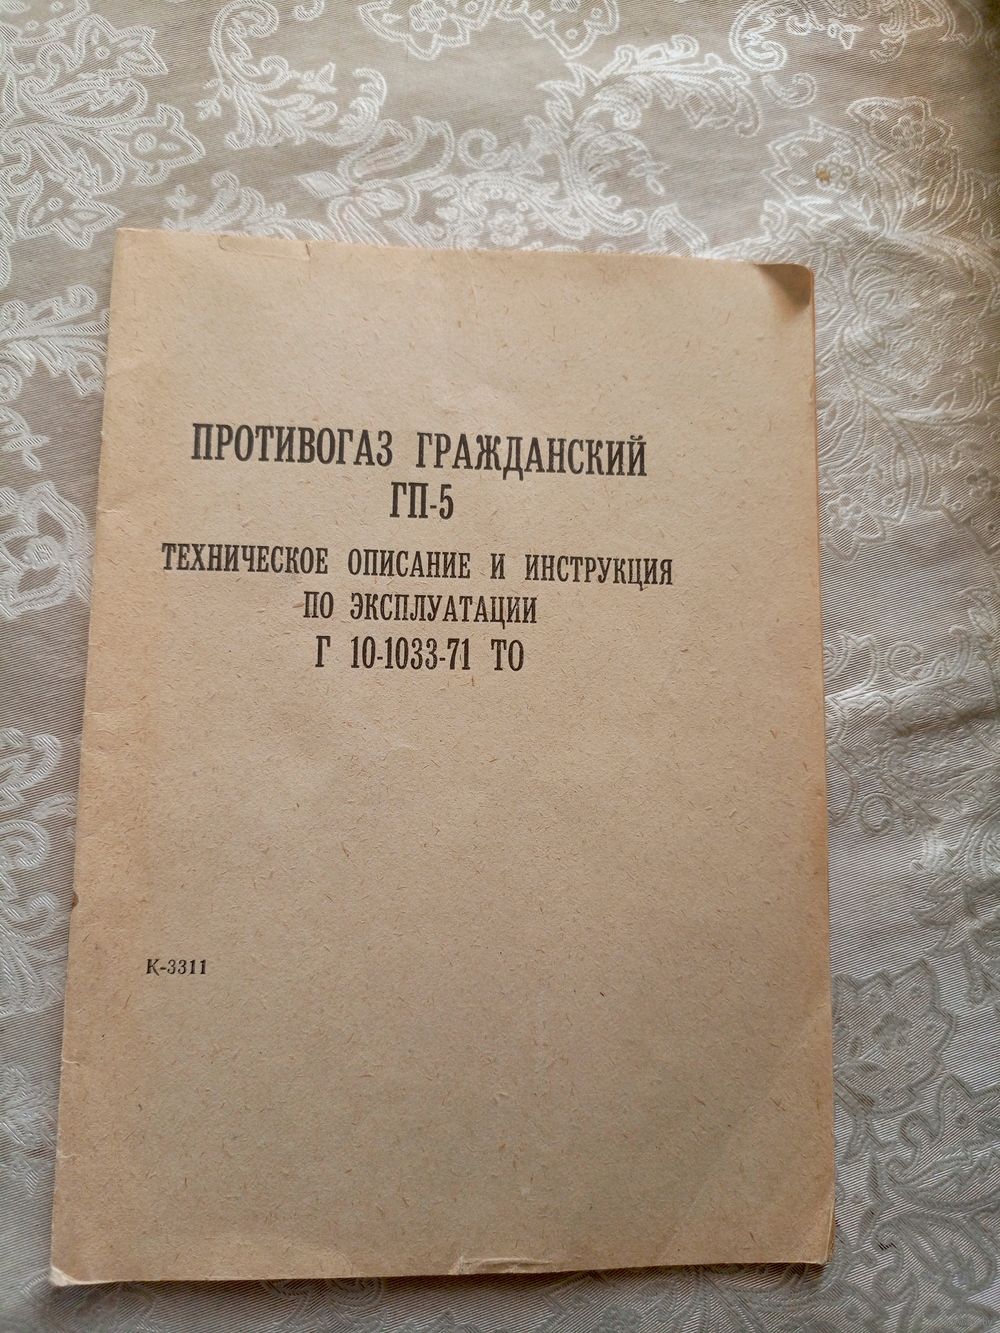 ПРОТИВОГАЗ ГРАЖДАНСКИЙ
ГП-5
ТЕХНИЧЕСКОЕ ОПИСАНИЕ И ИНСТРУКЦИЯ
ПО ЭКСПЛУАТАЦИИ
Г 10-1033-71 ТО
К-3311